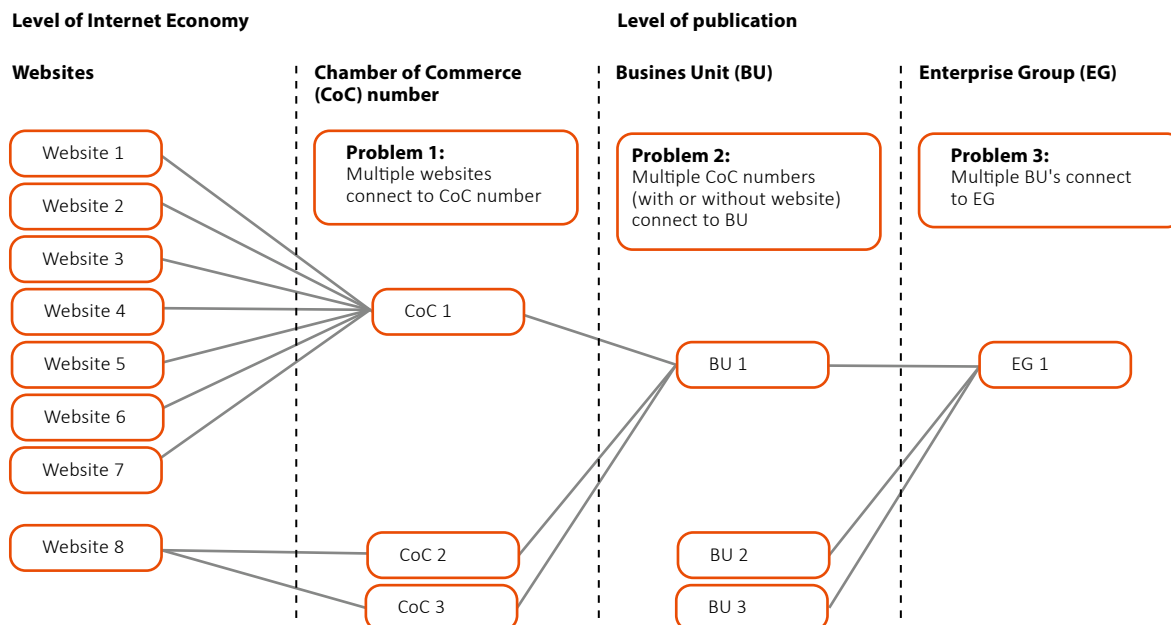 Level of Internet Economy
Level of publication
Websites
Chamber of Commerce
(CoC) number
Busines Unit (BU)
Enterprise Group (EG)
Problem 1:
Multiple websites
connect to CoC number
Problem 2:
Multiple CoC numbers
(with or without website)
connect to BU
Problem 3:
Multiple BU's connect
to EG
Website 1
Website 2
Website 3
Website 4
Website 5
Website 6
Website 7
Website 8
CoC 1
CoC 2
CoC 3
BU 1
BU 2
BU 3
EG 1